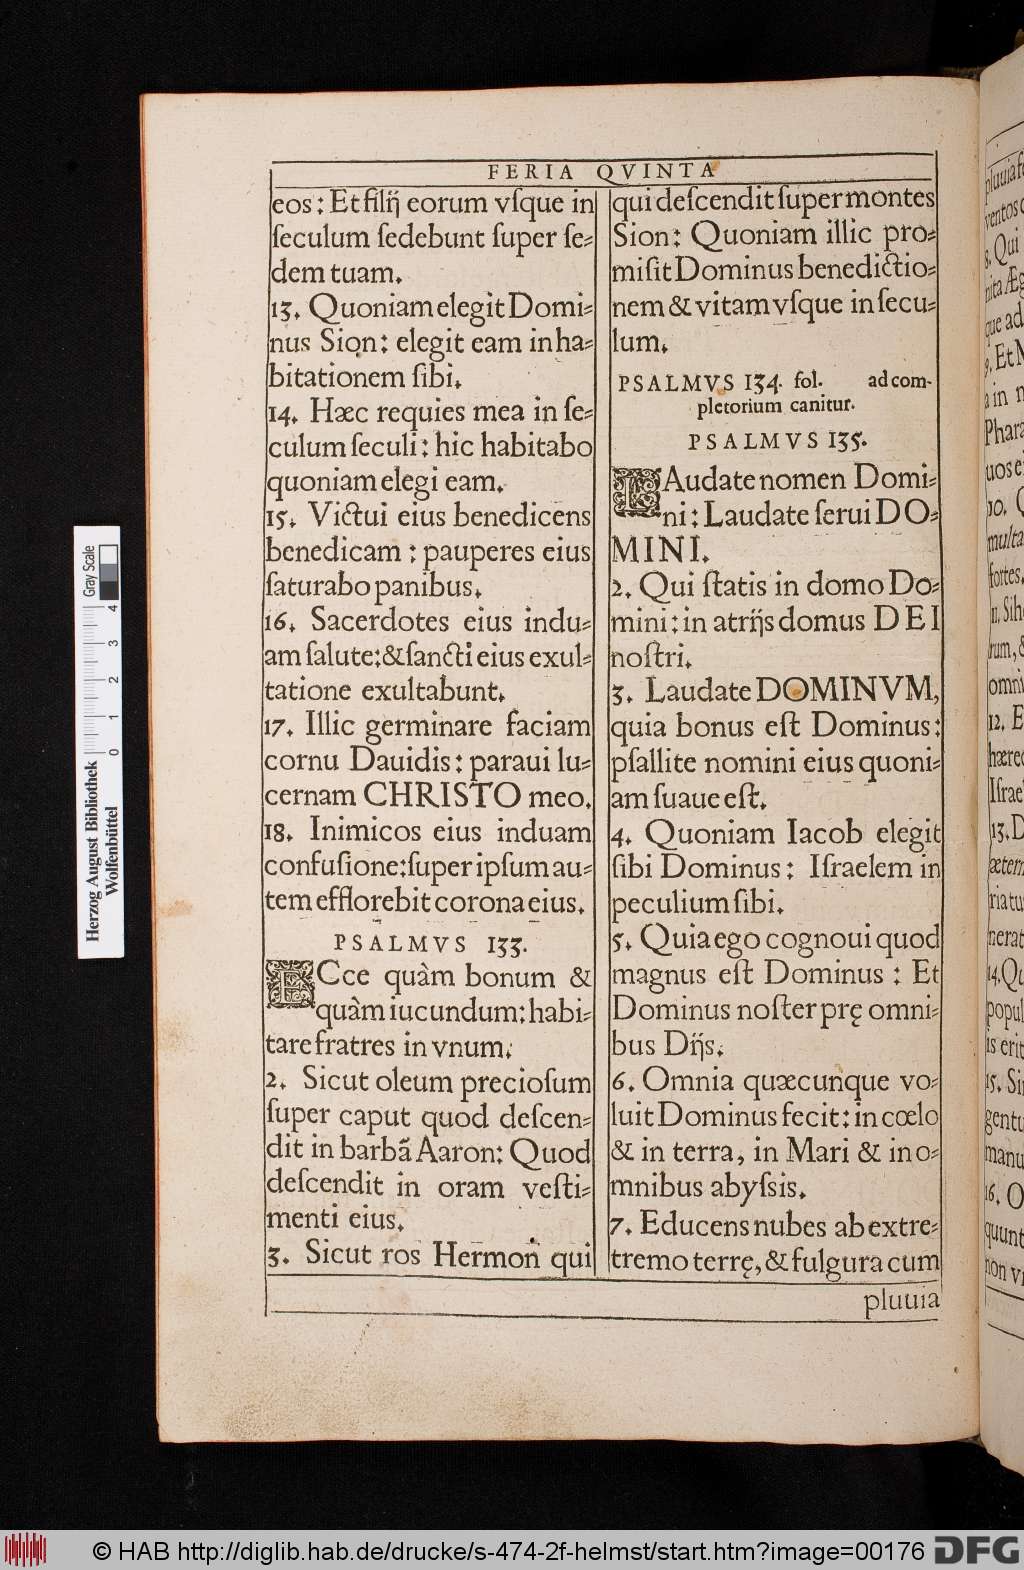 FERIA QVINTA
eos: Et filij eorum vſque in
ſeculum ſedebunt ſuper ſe=
dem tuam.
13. Quoniam elegit Domi=
nus Sion: elegit eam in ha=
bitationem ſibi.
14. Hæc requies mea in ſe=
culum ſeculi: hic habitabo
quoniam elegi eam.
15. Victui eius benedicens
benedicam : pauperes eius
ſaturabo panibus.
16. Sacerdotes eius indu=
am ſalute: & ſancti eius exul=
tatione exultabunt.
17. Illic germinare faciam
cornu Dauidis: paraui lu=
cernam CHRISTO meo.
18. Inimicos eius induam
confuſione: ſuper ipſum au=
tem efflorebit corona eius.
PSALMVS 133.
ECce quàm bonum &
quàm iucundum: habi=
tare fratres in vnum.
2. Sicut oleum precioſum
ſuper caput quod deſcen=
dit in barbã Aaron: Quod
deſcendit in oram veſti=
menti eius.
3. Sicut ros Hermon qui
qui deſcendit ſuper montes
Sion: Quoniam illic pro=
miſit Dominus benedictio=
nem & vitam vſque in ſecu=
lum.
PSALMVS 134. fol. ad com-
pletorium canitur.
PSALMVS 135.
LAudate nomen Domi=
ni: Laudate ſerui DO=
MINI.
2. Qui ſtatis in domo Do=
mini: in atrijs domus DEI
noſtri.
3. Laudate DOMINVM,
quia bonus eſt Dominus:
pſallite nomini eius quoni=
am ſuaue eſt.
4. Quoniam Iacob elegit
ſibi Dominus: Iſraelem in
peculium ſibi.
5. Quia ego cognoui quod
magnus eſt Dominus : Et
Dominus noſter prę omni=
bus Dijs.
6. Omnia quæcunque vo=
luit Dominus fecit: in cœlo
& in terra, in Mari & in o=
mnibus abyſsis.
7. Educens nubes ab extre=
tremo terrę, & fulgura cum
pluuia
Herzog August Bibliothek
Wolfenbüttel
0 1 2 3 4
Gray Scale
© HAB http://diglib.hab.de/drucke/s-474-2f-helmst/start.htm?image=00176
DFG